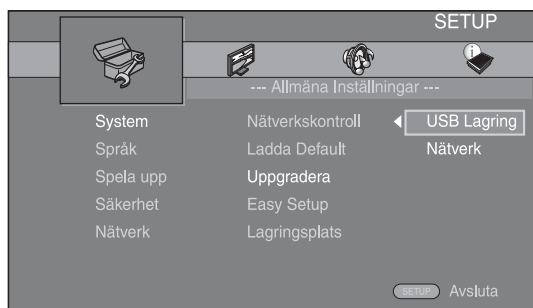 SETUP
--- Allmäna Inställningar ---
System
Språk
Spela upp
Säkerhet
Nätverk
Nätverkskontroll
Ladda Default
Uppgradera
Easy Setup
Lagringsplats
USB Lagring
Nätverk
SETUP Avsluta